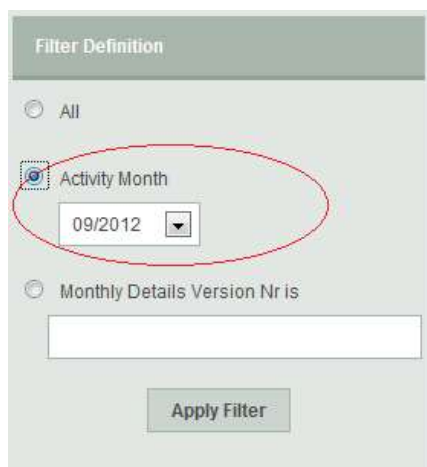 Filter Definition
All
Activity Month
09/2012
Monthly Details Version Nr is
Apply Filter